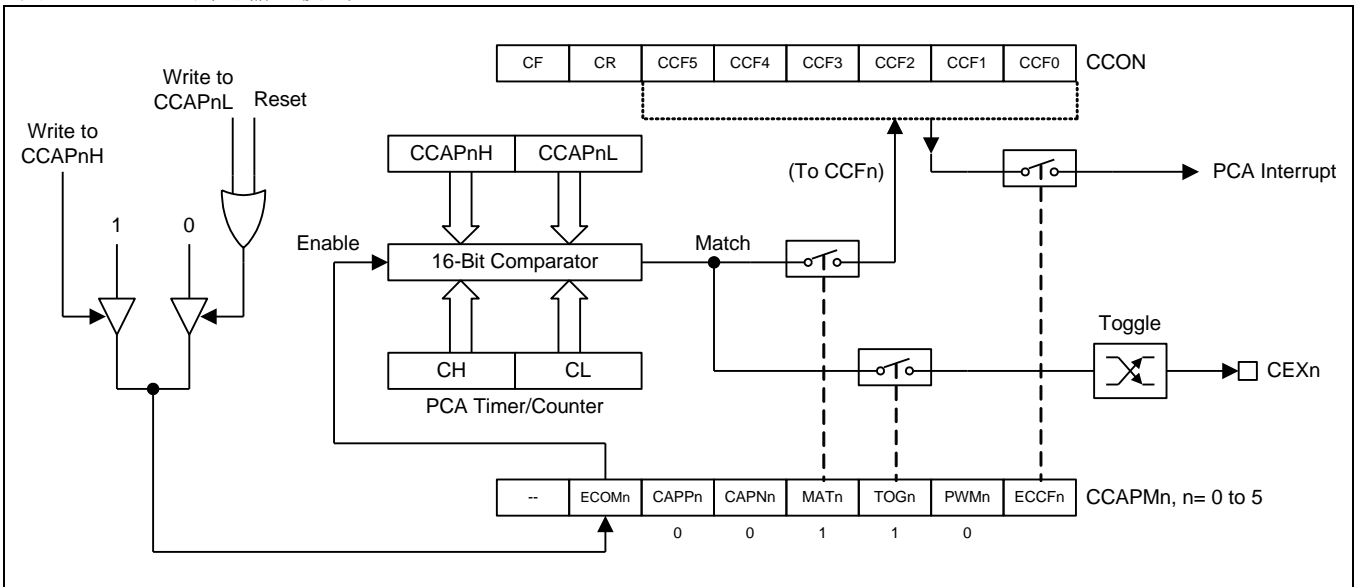 CF CR CCF5 CCF4 CCF3 CCF2 CCF1 CCF0 CCON
Write to
CCAPnL
Reset
Write to
CCAPnH
CCAPnH CCAPnL
(To CCFn)
PCA Interrupt
1 0
Enable
16-Bit Comparator
Match
Toggle
CH CL
CEXn
PCA Timer/Counter
-- ECOMn CAPPn CAPNn MATn TOGn PWMn ECCFn CCAPMn, n= 0 to 5
0 0 1 1 0